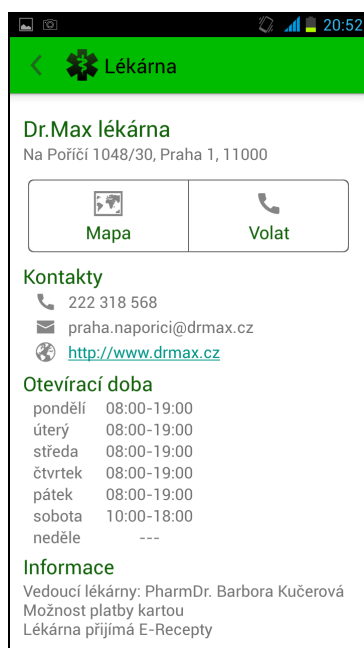 20:52
Lékárna
Dr.Max lékárna
Na Poříčí 1048/30, Praha 1, 11000
Mapa Volat
Kontakty
222 318 568
praha.naporici@drmax.cz
http://www.drmax.cz
Otevírací doba
pondělí 08:00-19:00
úterý 08:00-19:00
středa 08:00-19:00
čtvrtek 08:00-19:00
pátek 08:00-19:00
sobota 10:00-18:00
neděle ---
Informace
Vedoucí lékárny: PharmDr. Barbora Kučerová
Možnost platby kartou
Lékárna přijímá E-Recepty